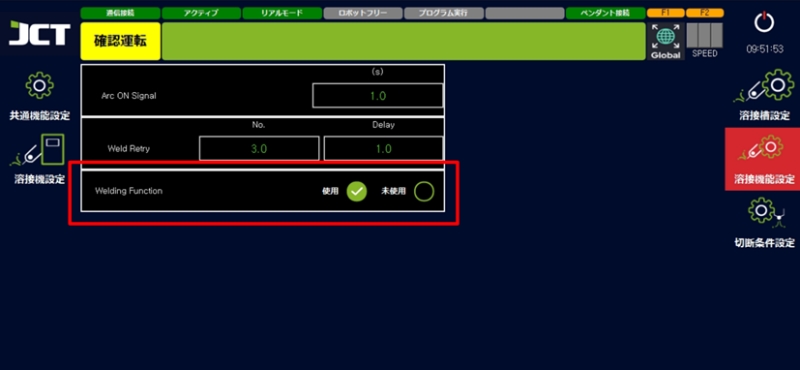 通信接続 アクティブ リアルモード ロボットフリー プログラム実行 ペンダント接続 F1 F2
JCT 確認運転 Global SPEED 09:51:53
共通機能設定
溶接機設定
(s)
Arc ON Signal 1.0
No. Delay
Weld Retry 3.0 1.0
Welding Function 使用 未使用
溶接槽設定
溶接機能設定
切断条件設定